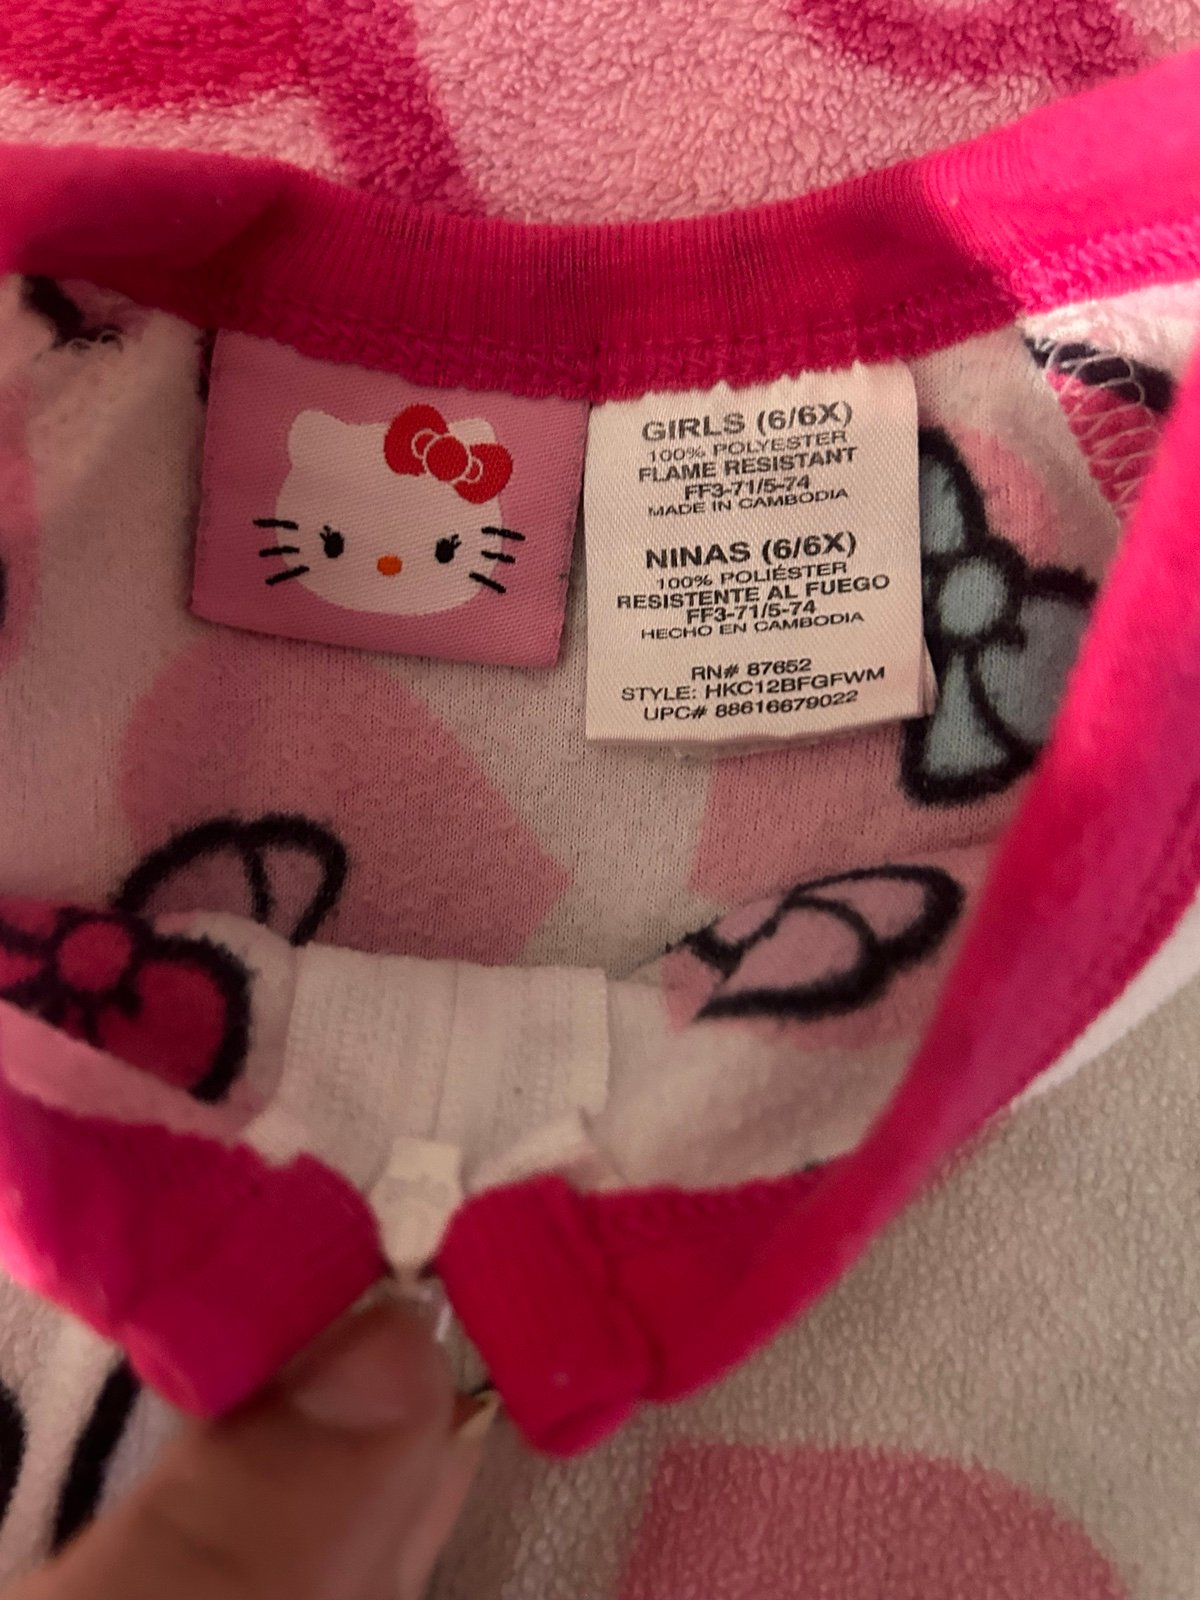 GIRLS (6/6X)
100% POLYESTER
FLAME RESISTANT
FF3-71/5-74
MADE IN CAMBODIA
NINAS (6/6X)
100% POLIÉSTER
RESISTENTE AL FUEGO
FF3-71/5-74
HECHO EN CAMBODIA
RN# 87652
STYLE: HKC12BFGFWM
UPC# 88616679022